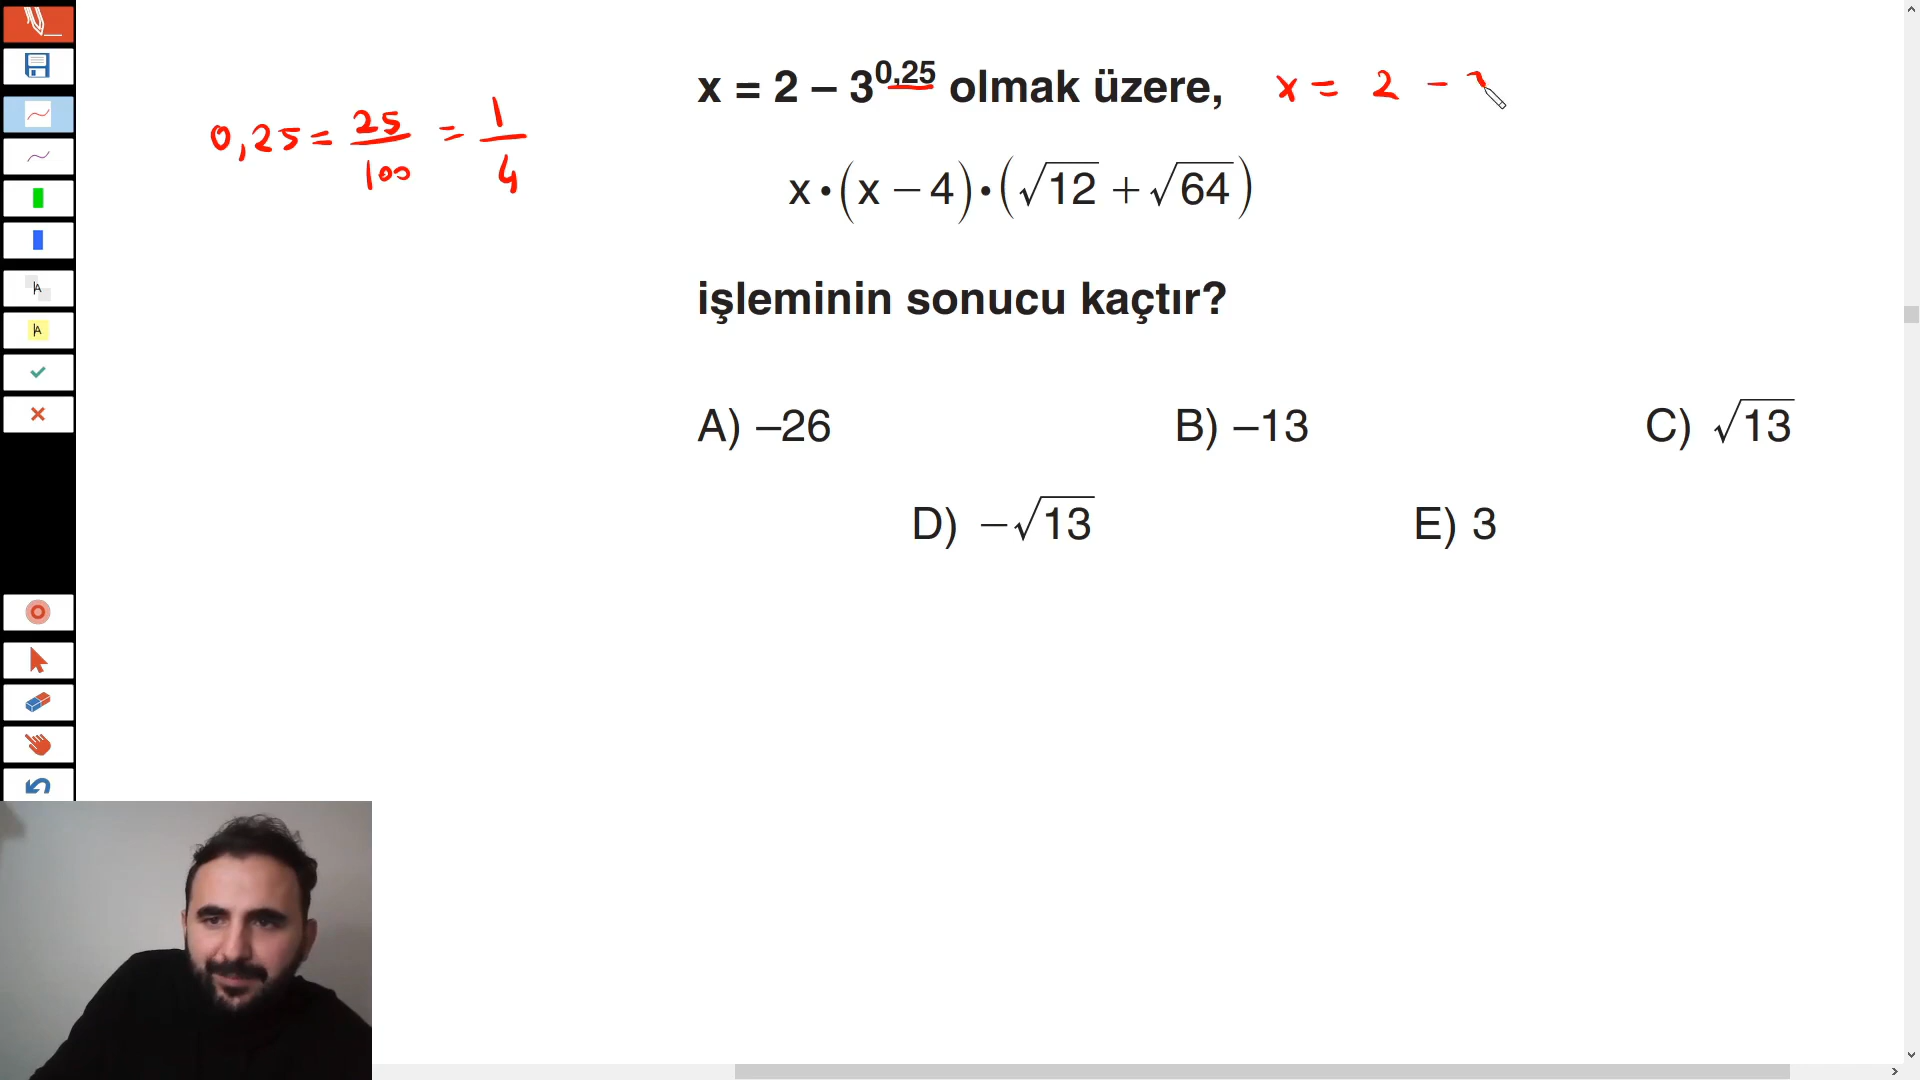 x = 2 – 3^0,25 olmak üzere, x = 2 -
0,25 = 25/100 = 1/4
x•(x – 4)•(√12 + √64)
işleminin sonucu kaçtır?
A) –26 B) –13 C) √13
D) –√13 E) 3